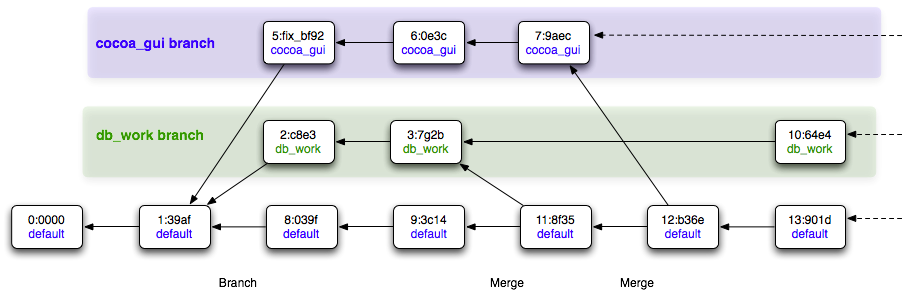 cocoa_gui branch
5:fix_bf92
cocoa_gui
6:0e3c
cocoa_gui
7:9aec
cocoa_gui
db_work branch
2:c8e3
db_work
3:7g2b
db_work
10:64e4
db_work
0:0000
default
1:39af
default
8:039f
default
9:3c14
default
11:8f35
default
12:b36e
default
13:901d
default
Branch
Merge
Merge